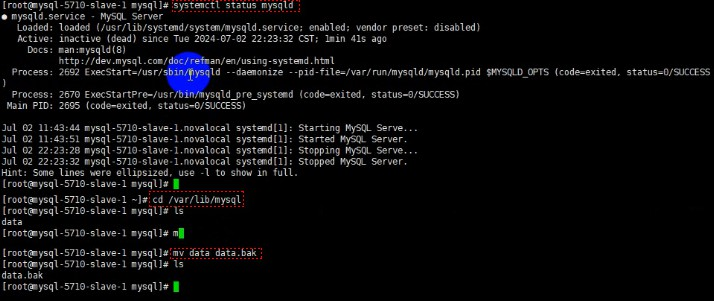 [root@mysql-5710-slave-1 mysql]# systemctl status mysqld
● mysqld.service - MySQL Server
Loaded: loaded (/usr/lib/systemd/system/mysqld.service; enabled; vendor preset: disabled)
Active: inactive (dead) since Tue 2024-07-02 22:23:32 CST; 1min 41s ago
Docs: man:mysqld(8)
http://dev.mysql.com/doc/refman/en/using-systemd.html
Process: 2692 ExecStart=/usr/sbin/mysqld --daemonize --pid-file=/var/run/mysqld/mysqld.pid $MYSQLD_OPTS (code=exited, status=0/SUCCESS
)
Process: 2670 ExecStartPre=/usr/bin/mysqld_pre_systemd (code=exited, status=0/SUCCESS)
Main PID: 2695 (code=exited, status=0/SUCCESS)
Jul 02 11:43:44 mysql-5710-slave-1.novalocal systemd[1]: Starting MySQL Serve...
Jul 02 11:43:51 mysql-5710-slave-1.novalocal systemd[1]: Started MySQL Server.
Jul 02 22:23:28 mysql-5710-slave-1.novalocal systemd[1]: Stopping MySQL Serve...
Jul 02 22:23:32 mysql-5710-slave-1.novalocal systemd[1]: Stopped MySQL Server.
Hint: Some lines were ellipsized, use -l to show in full.
[root@mysql-5710-slave-1 mysql]#
[root@mysql-5710-slave-1 ~]# cd /var/lib/mysql
[root@mysql-5710-slave-1 mysql]# ls
data
[root@mysql-5710-slave-1 mysql]# m
[root@mysql-5710-slave-1 mysql]# mv data data.bak
[root@mysql-5710-slave-1 mysql]# ls
data.bak
[root@mysql-5710-slave-1 mysql]#